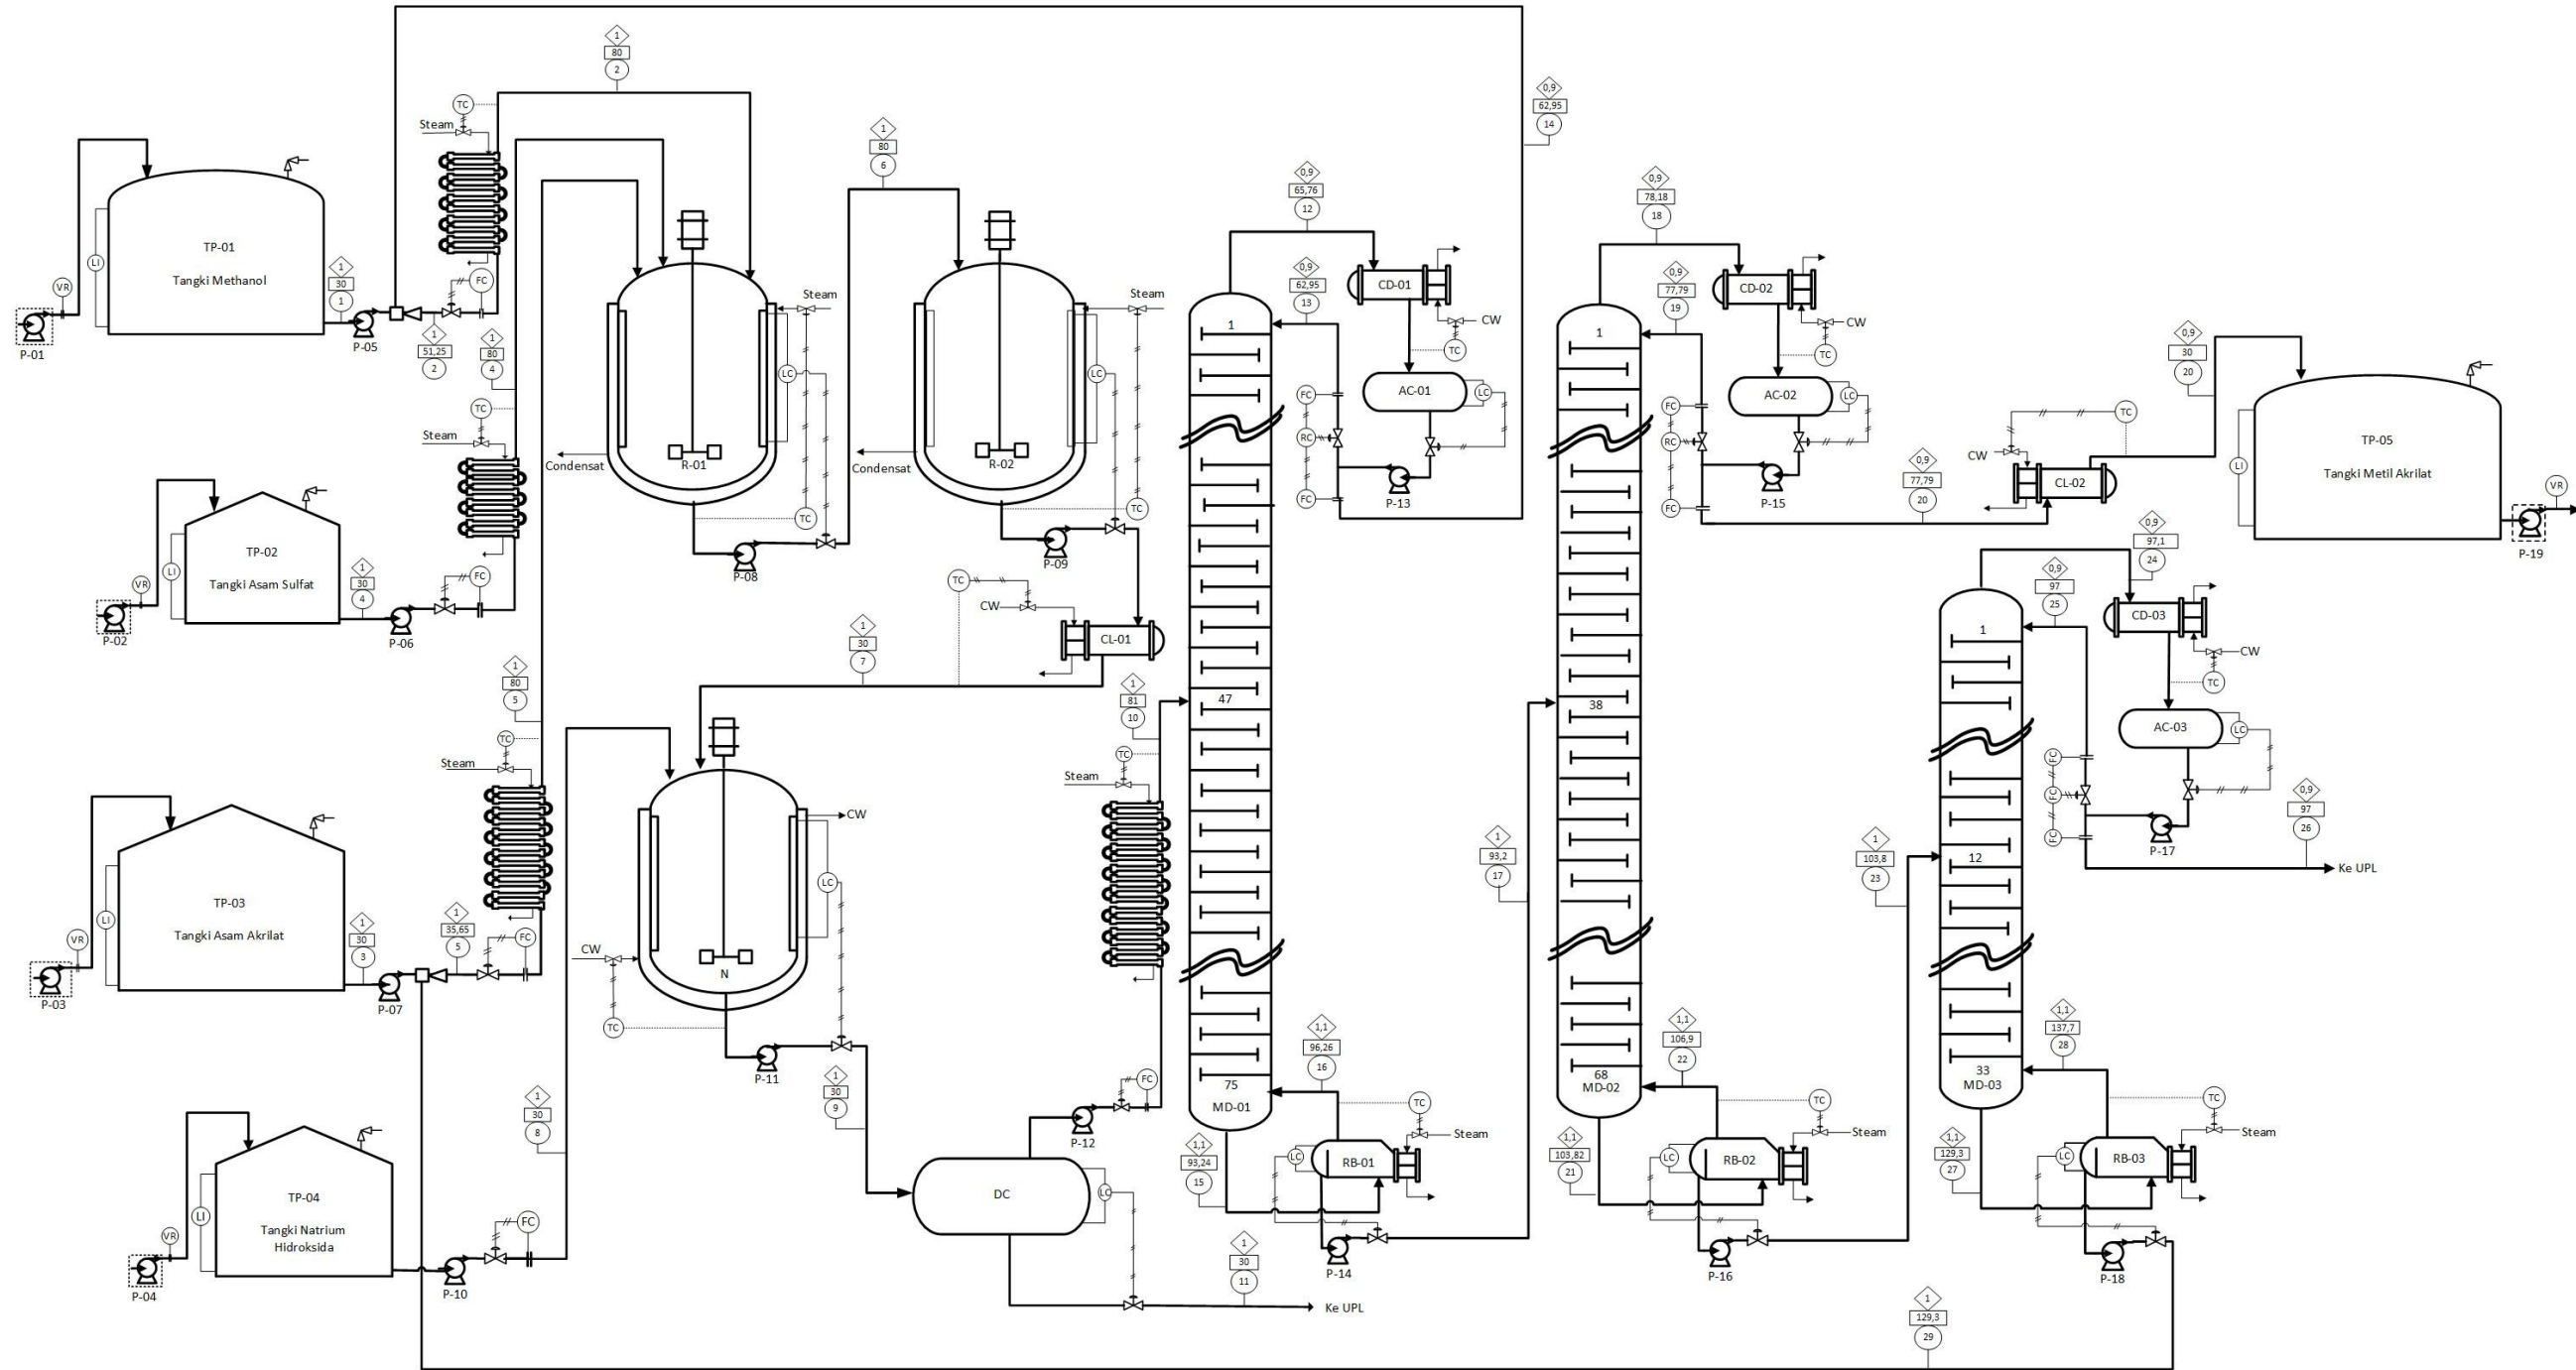 1
80
2
TC
Steam
VR
P-01
LI
TP-01
Tangki Methanol
1
30
1
P-05
1
51,25
2
FC
1
80
4
TC
Steam
VR
P-02
LI
TP-02
Tangki Asam Sulfat
1
30
4
P-06
FC
1
80
5
TC
Steam
VR
P-03
LI
TP-03
Tangki Asam Akrilat
1
30
3
P-07
1
35,65
5
FC
VR
P-04
LI
TP-04
Tangki Natrium
Hidroksida
P-10
FC
1
30
8
R-01
Condensat
Steam
LC
TC
P-08
1
80
6
R-02
Condensat
Steam
LC
TC
P-09
TC
CW
CL-01
1
30
7
N
CW
LC
CW
TC
P-11
1
30
9
DC
LC
P-12
FC
1
30
11
Ke UPL
1
81
10
TC
Steam
1
47
75
MD-01
0,9
65,76
12
0,9
62,95
13
CD-01
CW
TC
AC-01
LC
FC
RC
FC
P-13
0,9
62,95
14
1,1
96,26
16
TC
Steam
RB-01
LC
1,1
93,24
15
P-14
1
93,2
17
1
38
68
MD-02
0,9
78,18
18
0,9
77,79
19
CD-02
CW
TC
AC-02
LC
FC
RC
FC
P-15
0,9
77,79
20
CW
TC
CL-02
0,9
30
20
TP-05
Tangki Metil Akrilat
LI
VR
P-19
1,1
106,9
22
TC
Steam
RB-02
LC
1,1
103,82
21
P-16
1
103,8
23
1
12
33
MD-03
0,9
97,1
24
0,9
97
25
CD-03
CW
TC
AC-03
LC
FC
FC
FC
P-17
0,9
97
26
Ke UPL
1,1
137,7
28
TC
Steam
RB-03
LC
1,1
129,3
27
P-18
1
129,3
29